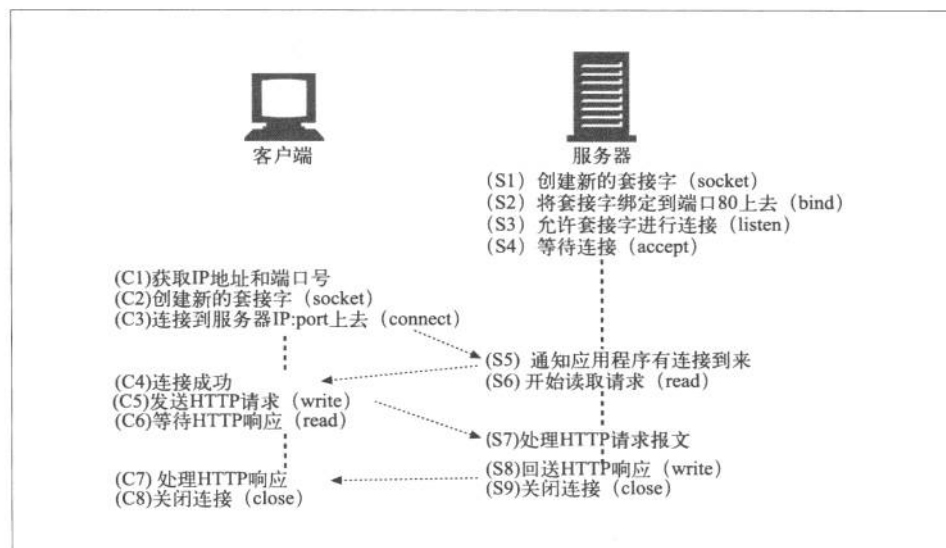 客户端
服务器
(S1) 创建新的套接字（socket）
(S2) 将套接字绑定到端口80上去（bind）
(S3) 允许套接字进行连接（listen）
(S4) 等待连接（accept）
(C1)获取IP地址和端口号
(C2)创建新的套接字（socket）
(C3)连接到服务器IP:port上去（connect）
(S5) 通知应用程序有连接到来
(S6) 开始读取请求（read）
(C4)连接成功
(C5)发送HTTP请求（write）
(C6)等待HTTP响应（read）
(S7)处理HTTP请求报文
(S8)回送HTTP响应（write）
(S9)关闭连接（close）
(C7) 处理HTTP响应
(C8)关闭连接（close）